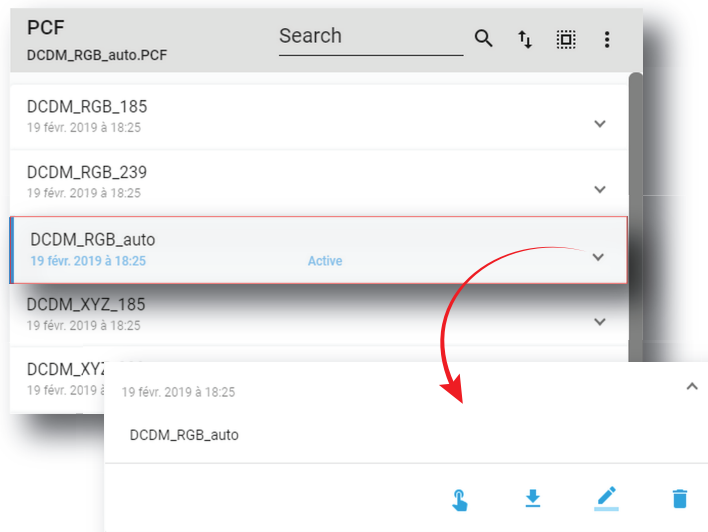 PCF
Search
DCDM_RGB_auto.PCF
DCDM_RGB_185
19 févr. 2019 à 18:25
DCDM_RGB_239
19 févr. 2019 à 18:25
DCDM_RGB_auto
19 févr. 2019 à 18:25 Active
DCDM_XYZ_185
19 févr. 2019 à 18:25
DCDM_XYZ
19 févr. 2019 à
19 févr. 2019 à 18:25
DCDM_RGB_auto